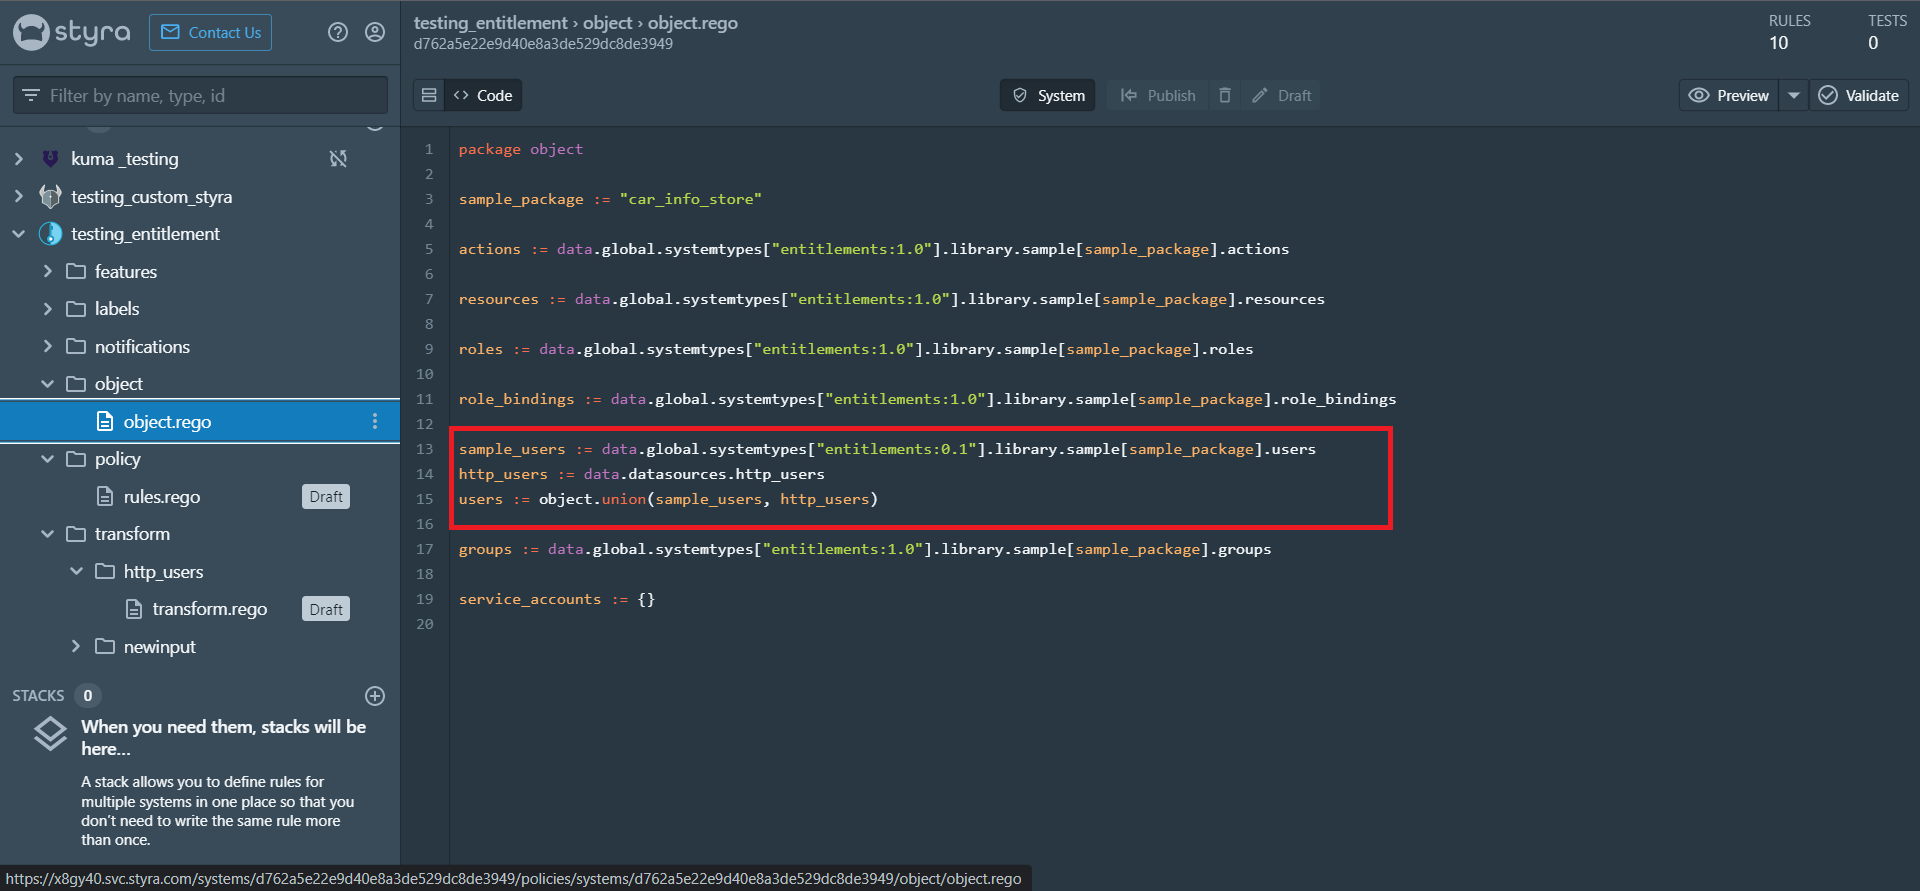 styra
Contact Us
Filter by name, type, id
kuma _testing
testing_custom_styra
testing_entitlement
features
labels
notifications
object
object.rego
policy
rules.rego Draft
transform
http_users
transform.rego Draft
newinput
STACKS 0
When you need them, stacks will be
here...
A stack allows you to define rules for
multiple systems in one place so that you
don't need to write the same rule more
than once.
testing_entitlement › object › object.rego
d762a5e22e9d40e8a3de529dc8de3949
RULES
10
TESTS
0
Code
System
Publish
Draft
Preview
Validate
1 package object
2
3 sample_package := "car_info_store"
4
5 actions := data.global.systemtypes["entitlements:1.0"].library.sample[sample_package].actions
6
7 resources := data.global.systemtypes["entitlements:1.0"].library.sample[sample_package].resources
8
9 roles := data.global.systemtypes["entitlements:1.0"].library.sample[sample_package].roles
10
11 role_bindings := data.global.systemtypes["entitlements:1.0"].library.sample[sample_package].role_bindings
12
13 sample_users := data.global.systemtypes["entitlements:0.1"].library.sample[sample_package].users
14 http_users := data.datasources.http_users
15 users := object.union(sample_users, http_users)
16
17 groups := data.global.systemtypes["entitlements:1.0"].library.sample[sample_package].groups
18
19 service_accounts := {}
20
https://x8gy40.svc.styra.com/systems/d762a5e22e9d40e8a3de529dc8de3949/policies/systems/d762a5e22e9d40e8a3de529dc8de3949/object/object.rego